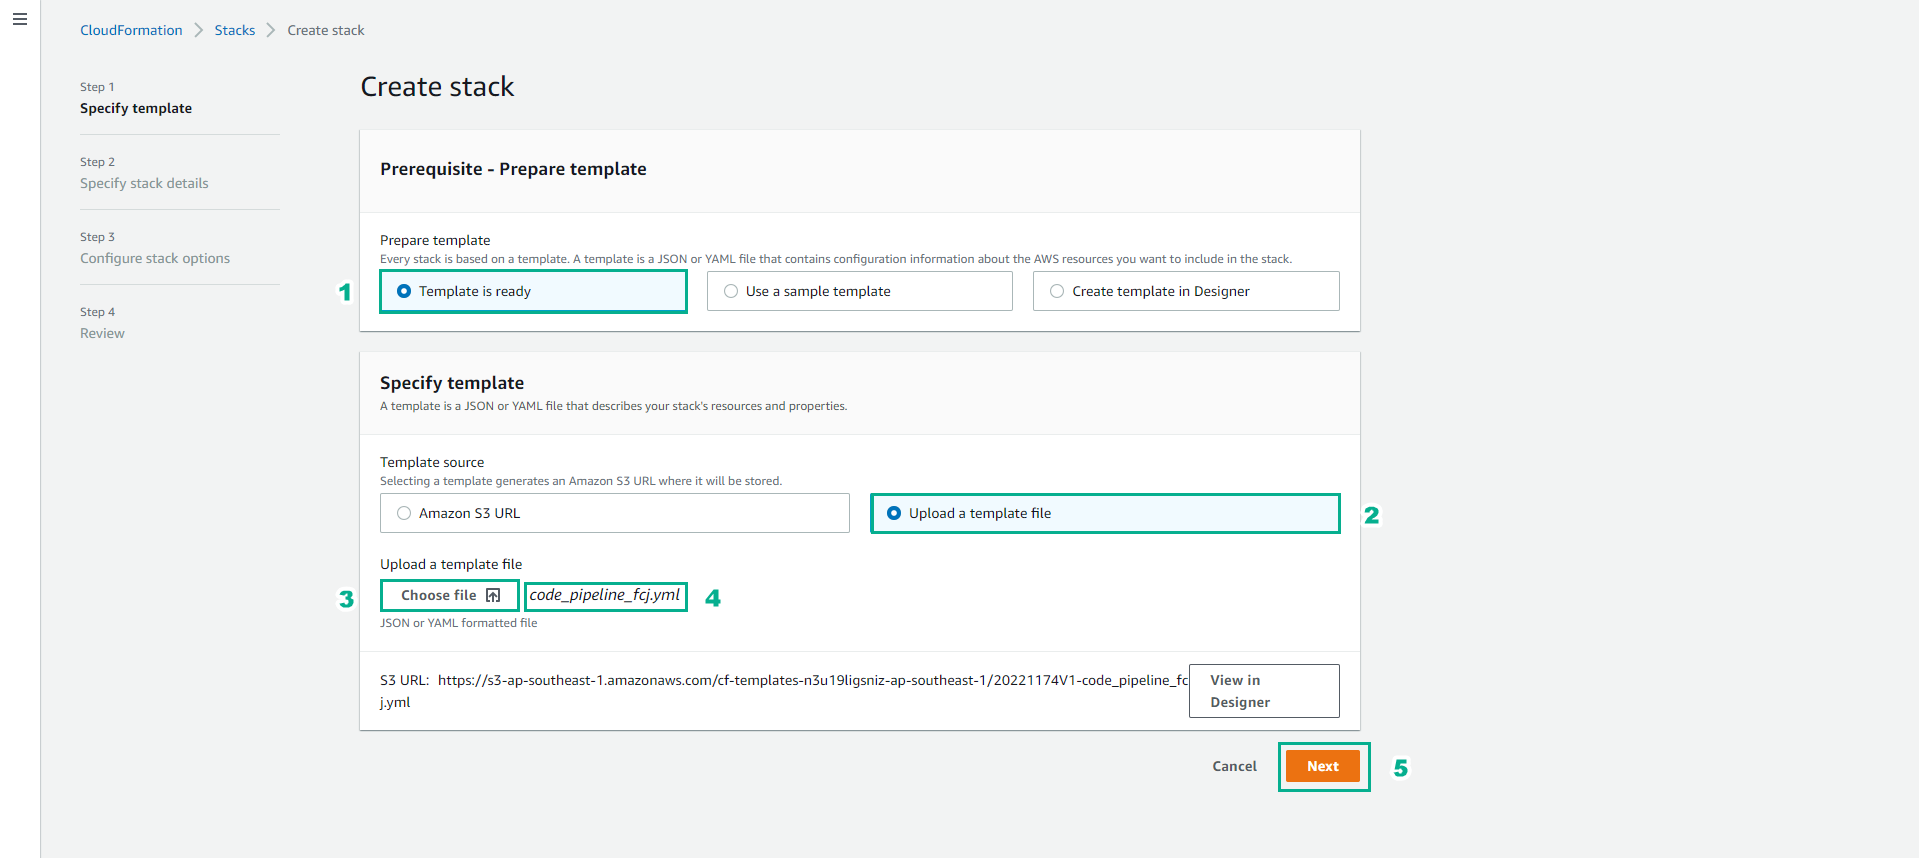 CloudFormation > Stacks > Create stack
Step 1
Specify template
Step 2
Specify stack details
Step 3
Configure stack options
Step 4
Review
Create stack
Prerequisite - Prepare template
Prepare template
Every stack is based on a template. A template is a JSON or YAML file that contains configuration information about the AWS resources you want to include in the stack.
1 Template is ready Use a sample template Create template in Designer
Specify template
A template is a JSON or YAML file that describes your stack's resources and properties.
Template source
Selecting a template generates an Amazon S3 URL where it will be stored.
Amazon S3 URL Upload a template file 2
Upload a template file
3 Choose file code_pipeline_fcj.yml 4
JSON or YAML formatted file
S3 URL: https://s3-ap-southeast-1.amazonaws.com/cf-templates-n3u19ligsniz-ap-southeast-1/20221174V1-code_pipeline_fc
j.yml
View in
Designer
Cancel Next 5